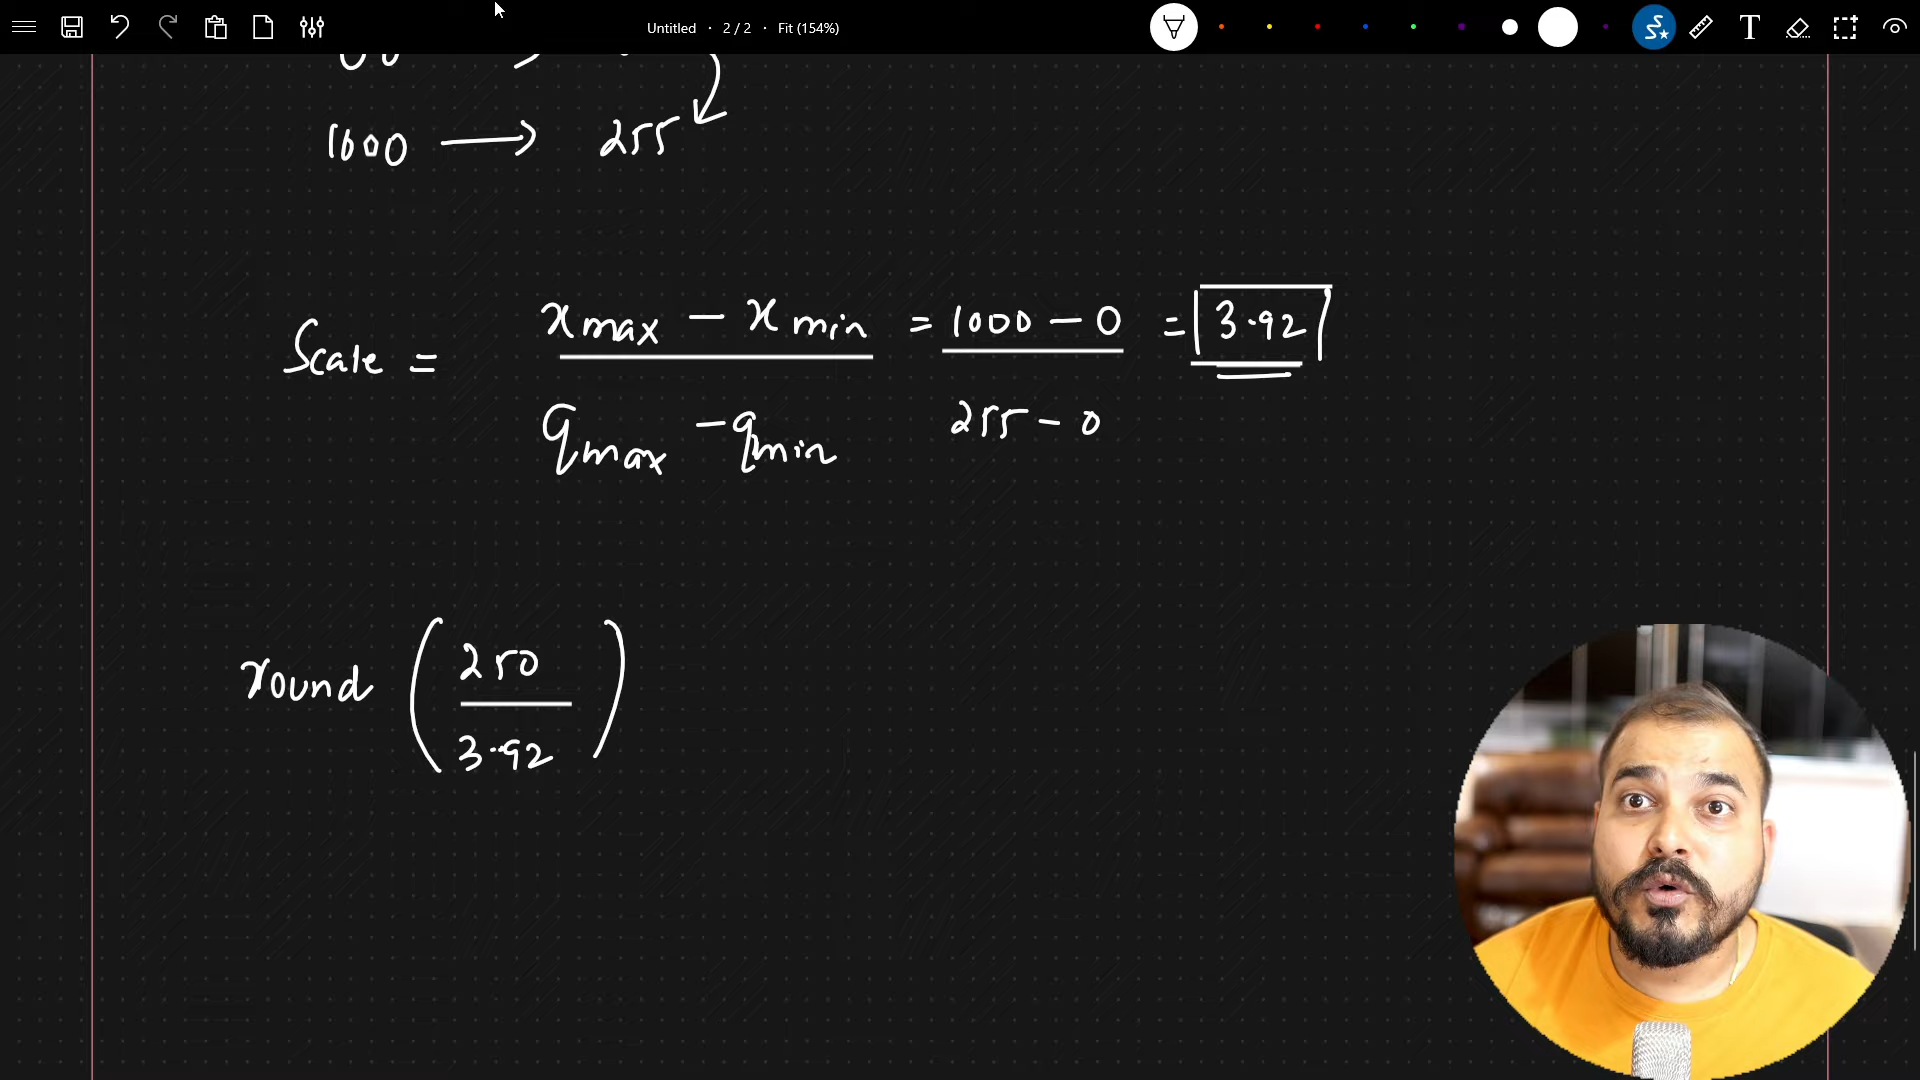 Untitled · 2 / 2 · Fit (154%)
1000 → 255
Scale = xmax - xmin = 1000 - 0 = 3.92
qmax - qmin 255 - 0
round ( 250
3.92 )